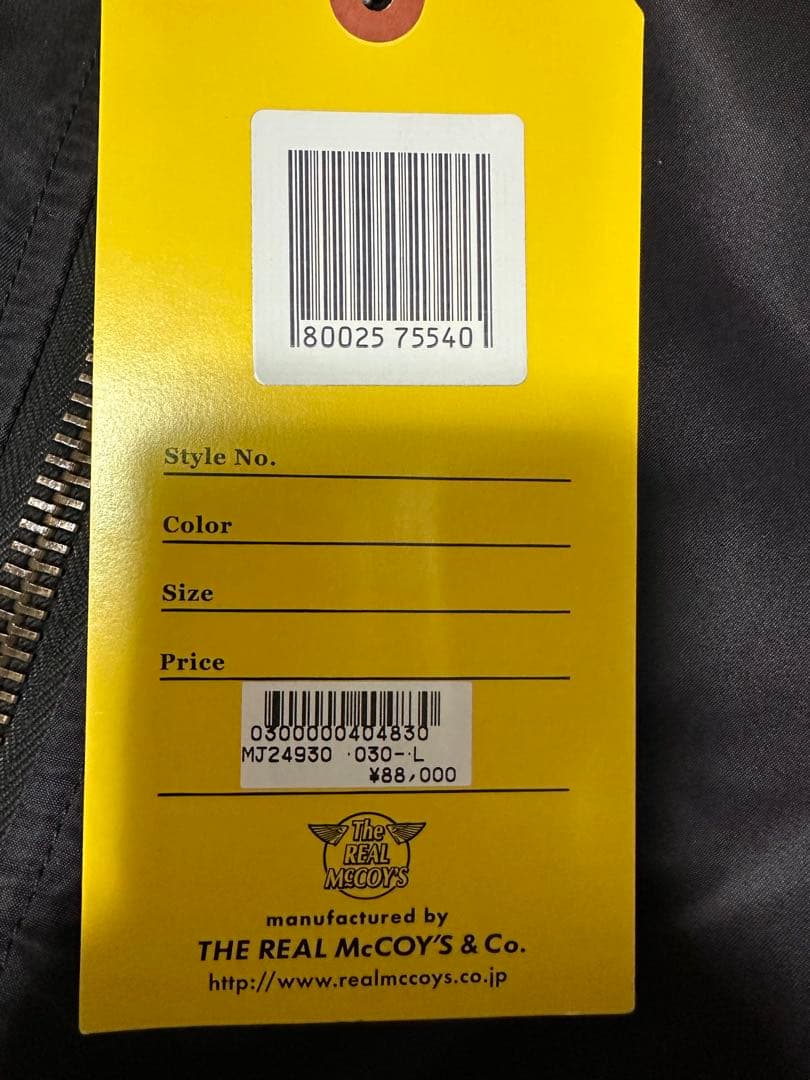 80025 75540
Style No.
Color
Size
Price
0300000404830
MJ24930 ·030-·L
¥88,000
The
REAL
McCOY'S
manufactured by
THE REAL McCOY'S & Co.
http://www.realmccoys.co.jp